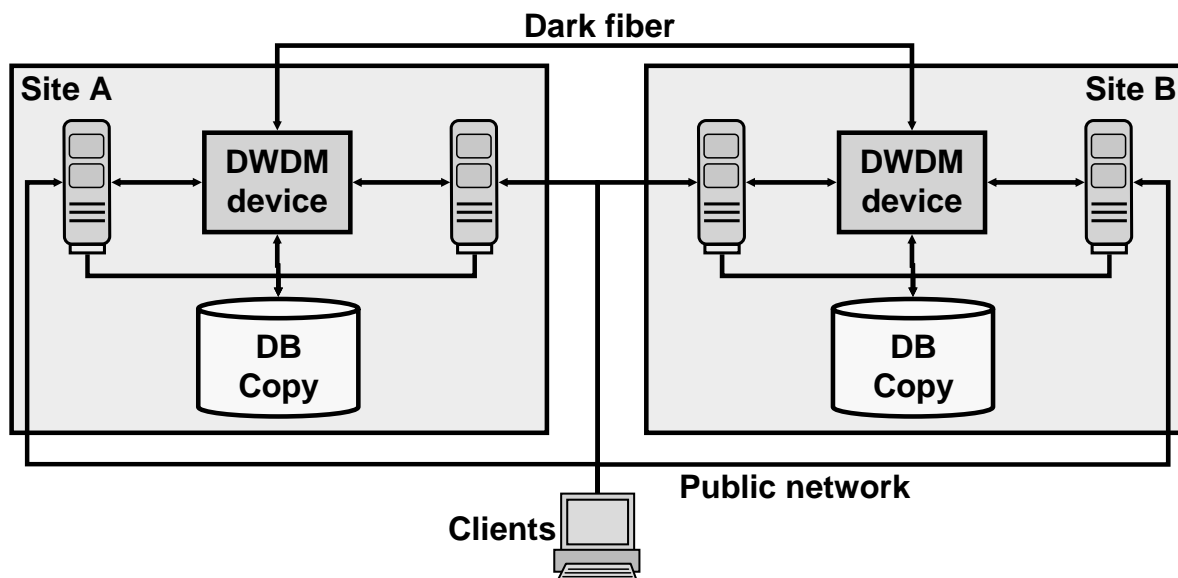 Dark fiber
Site A
Site B
DWDM
device
DWDM
device
DB
Copy
DB
Copy
Public network
Clients